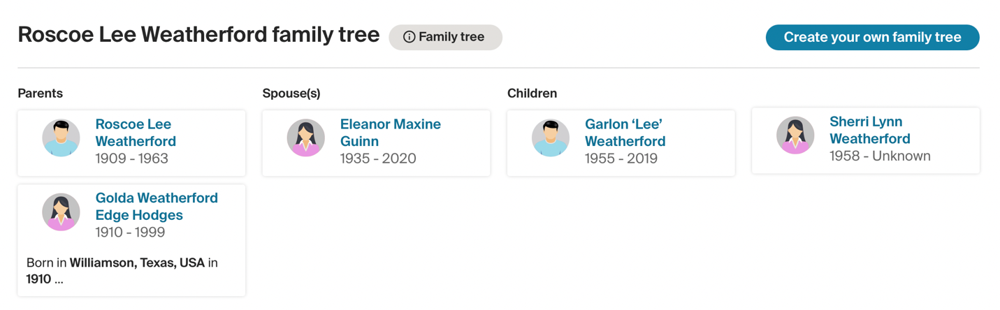 Roscoe Lee Weatherford family tree
Family tree
Create your own family tree
Parents
Roscoe Lee
Weatherford
1909 - 1963
Golda Weatherford
Edge Hodges
1910 - 1999
Born in Williamson, Texas, USA in
1910 ...
Spouse(s)
Eleanor Maxine
Guinn
1935 - 2020
Children
Garlon ‘Lee’
Weatherford
1955 - 2019
Sherri Lynn
Weatherford
1958 - Unknown